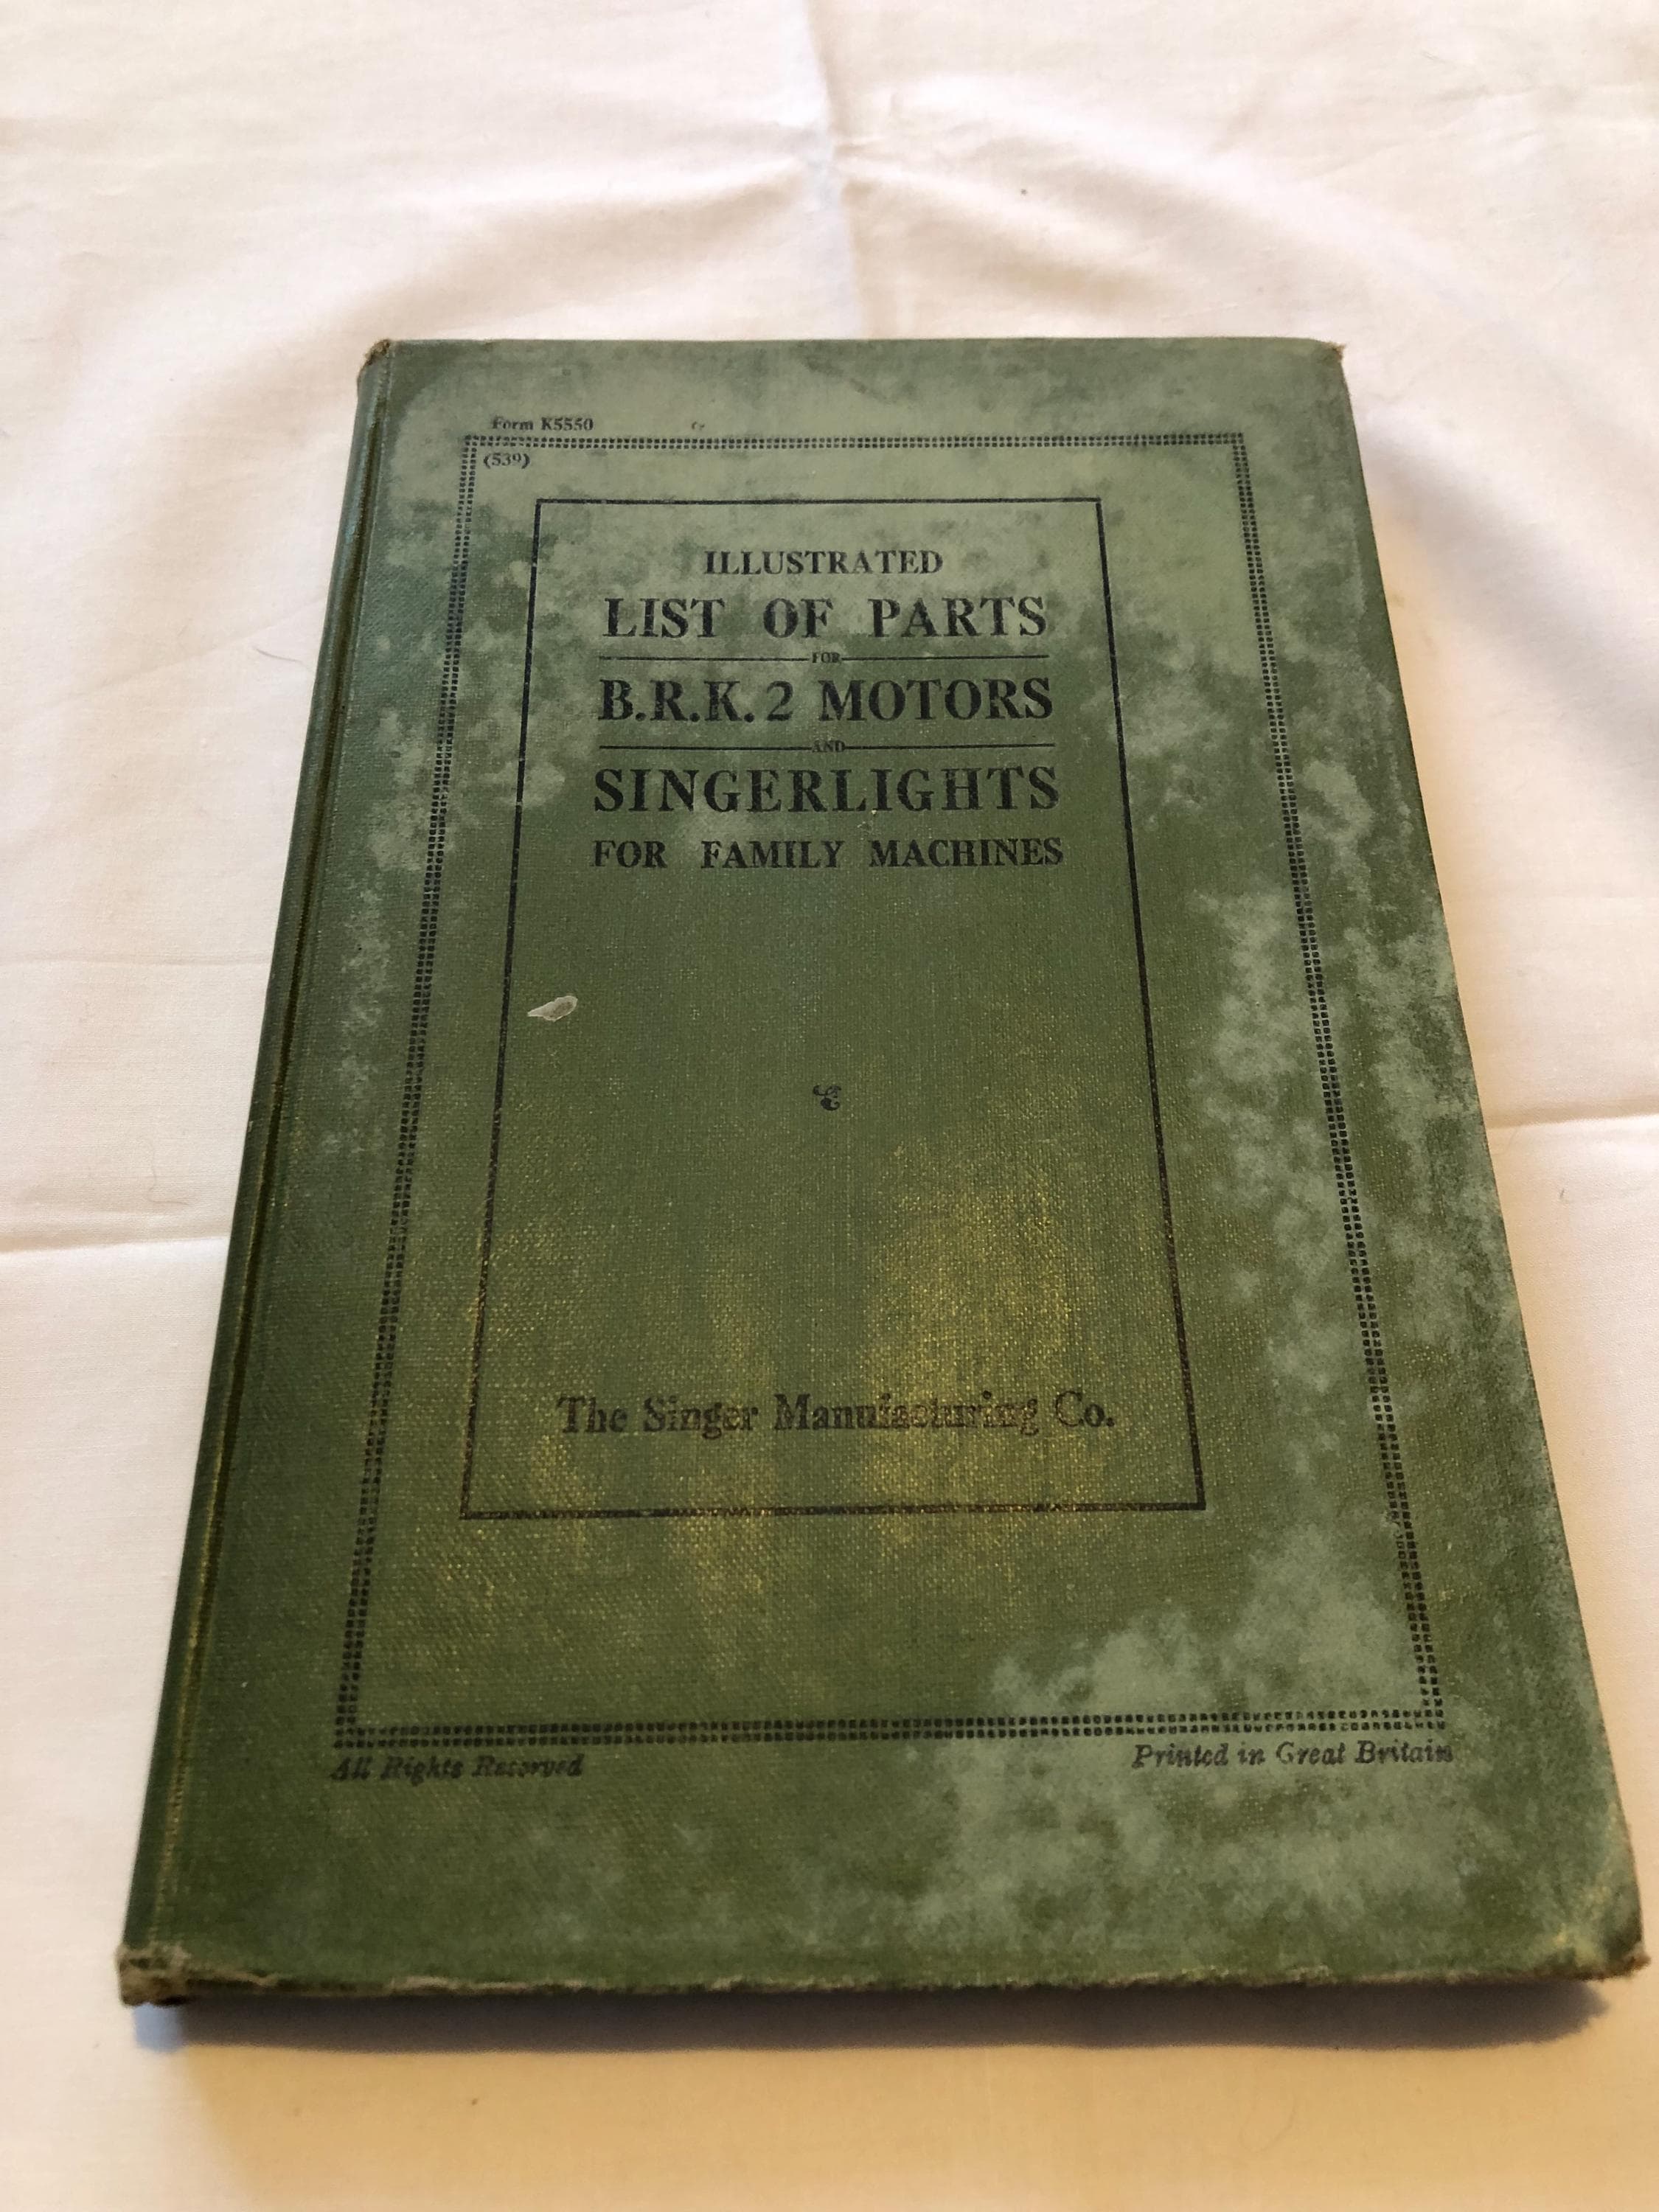 Form K5550
(539)
ILLUSTRATED
LIST OF PARTS
FOR
B.R.K. 2 MOTORS
AND
SINGERLIGHTS
FOR FAMILY MACHINES
The Singer Manufacturing Co.
All Rights Reserved
Printed in Great Britain